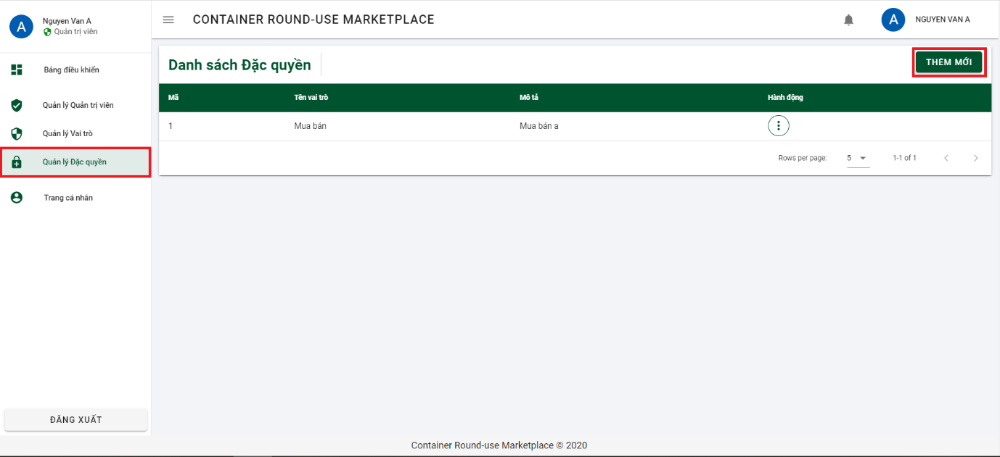 A
Nguyen Van A
Quản trị viên
CONTAINER ROUND-USE MARKETPLACE
A
NGUYEN VAN A
Bảng điều khiển
Quản lý Quản trị viên
Quản lý Vai trò
Quản lý Đặc quyền
Trang cá nhân
ĐĂNG XUẤT
Danh sách Đặc quyền
THÊM MỚI
Mã Tên vai trò Mô tả Hành động
1 Mua bán Mua bán a
Rows per page: 5 1-1 of 1
Container Round-use Marketplace © 2020